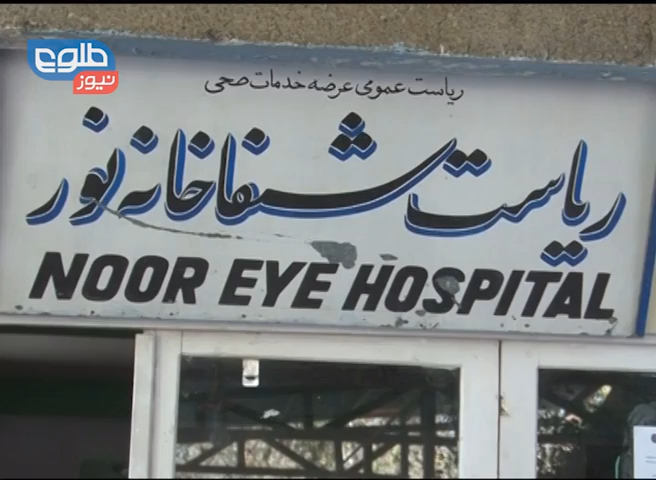 طلوع
نیوز
ریاست عمومی عرضه خدمات صحی
ریاست شفاخانه نور
NOOR EYE HOSPITAL